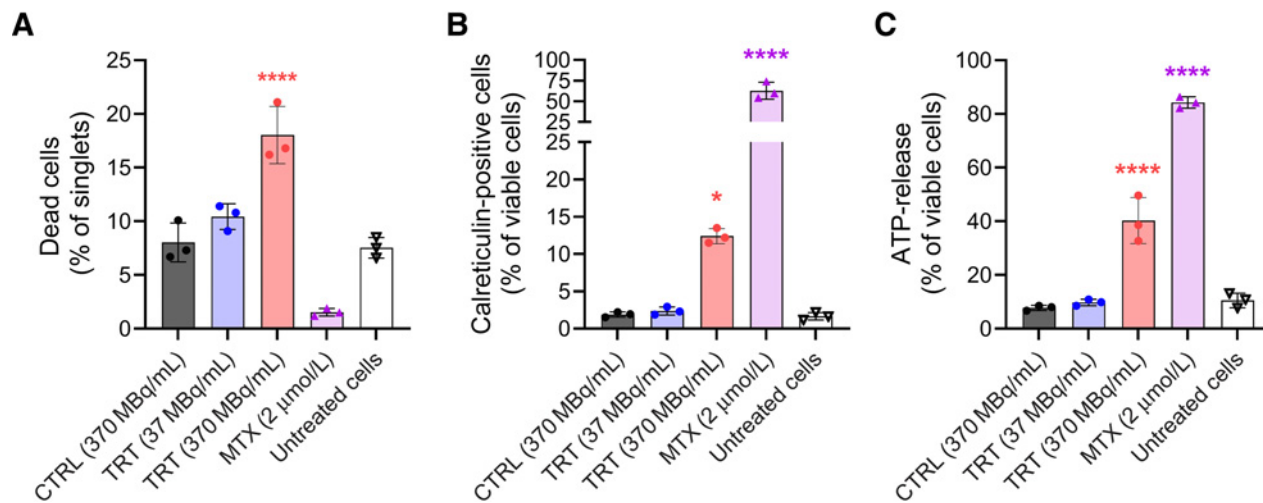 A
Dead cells
(% of singlets)
25
20
15
10
5
0
****
CTRL (370 MBq/mL)
TRT (37 MBq/mL)
TRT (370 MBq/mL)
MTX (2 μmol/L)
Untreated cells
B
Calreticulin-positive cells
(% of viable cells)
100
75
50
25
25
20
15
10
5
0
*
****
CTRL (370 MBq/mL)
TRT (37 MBq/mL)
TRT (370 MBq/mL)
MTX (2 μmol/L)
Untreated cells
C
ATP-release
(% of viable cells)
100
80
60
40
20
0
****
****
CTRL (370 MBq/mL)
TRT (37 MBq/mL)
TRT (370 MBq/mL)
MTX (2 μmol/L)
Untreated cells